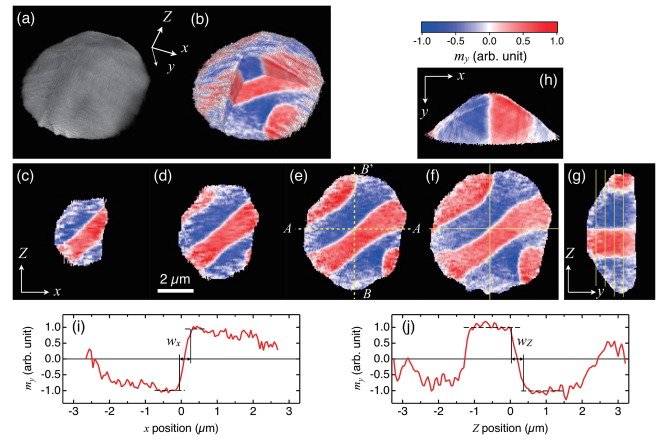 (a)
Z
x
y
(b)
-1.0 -0.5 0.0 0.5 1.0
m_y (arb. unit)
x
(h)
y
(c)
(d)
(e)
B'
(f)
(g)
A
A
Z
x
2 μm
B
Z
y
(i)
1.0
0.5
0.0
-0.5
-1.0
m_y (arb. unit)
w_x
-3 -2 -1 0 1 2 3
x position (μm)
(j)
1.0
0.5
0.0
-0.5
-1.0
m_y (arb. unit)
w_Z
-3 -2 -1 0 1 2 3
Z position (μm)